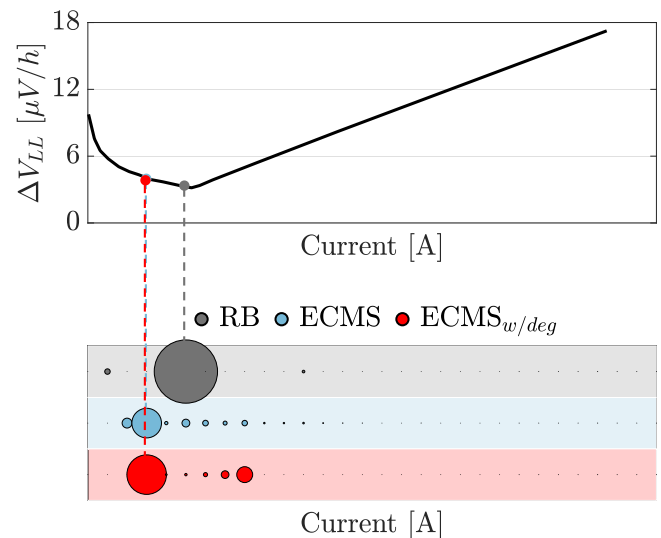 18
12
6
0
ΔV_LL [μV/h]
Current [A]
RB ECMS ECMS_w/deg
Current [A]